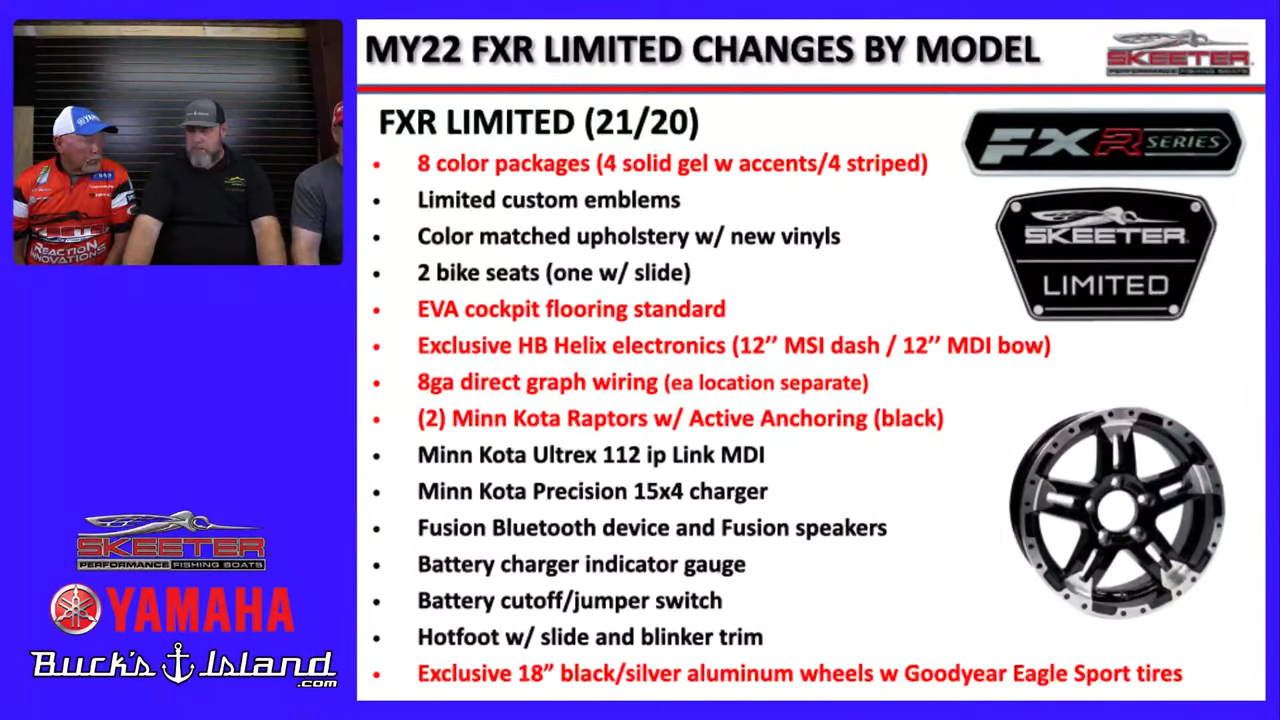 MY22 FXR LIMITED CHANGES BY MODEL
SKEETER
PERFORMANCE FISHING BOATS
FXR LIMITED (21/20)
FXR SERIES
• 8 color packages (4 solid gel w accents/4 striped)
• Limited custom emblems
• Color matched upholstery w/ new vinyls
• 2 bike seats (one w/ slide)
• EVA cockpit flooring standard
• Exclusive HB Helix electronics (12’’ MSI dash / 12’’ MDI bow)
• 8ga direct graph wiring (ea location separate)
• (2) Minn Kota Raptors w/ Active Anchoring (black)
• Minn Kota Ultrex 112 ip Link MDI
• Minn Kota Precision 15x4 charger
• Fusion Bluetooth device and Fusion speakers
• Battery charger indicator gauge
• Battery cutoff/jumper switch
• Hotfoot w/ slide and blinker trim
• Exclusive 18” black/silver aluminum wheels w Goodyear Eagle Sport tires
SKEETER
LIMITED
REACTION
INNOVATIONS
SKEETER
PERFORMANCE FISHING BOATS
YAMAHA
Buck's Island
.com